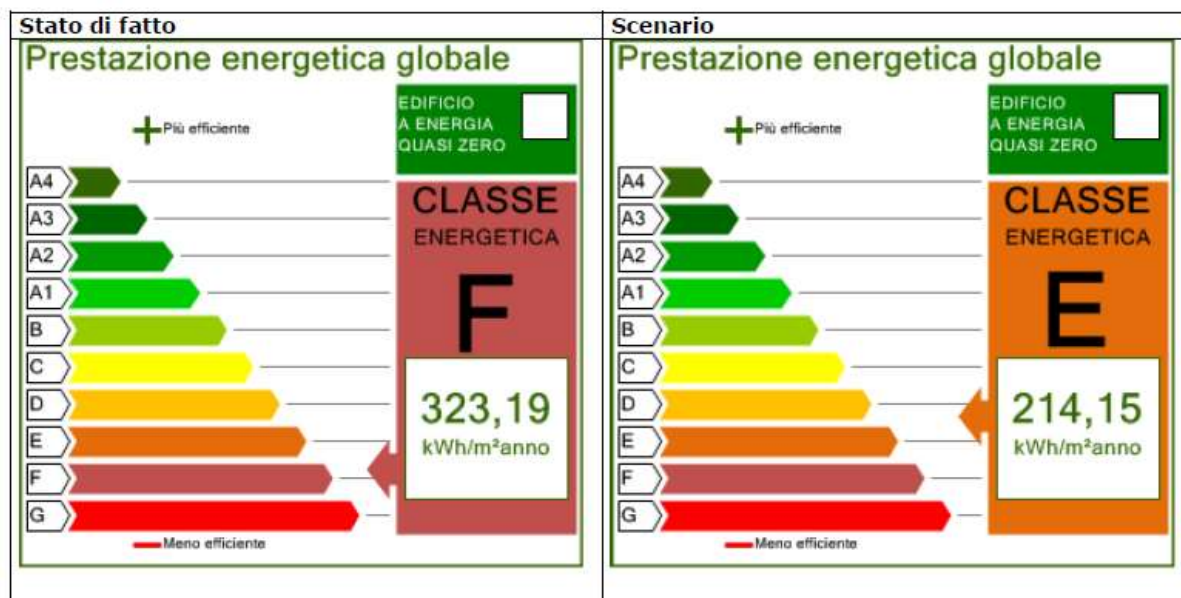 Stato di fatto
Prestazione energetica globale
Più efficiente
EDIFICIO
A ENERGIA
QUASI ZERO
A4
A3
A2
A1
B
C
D
E
F
G
CLASSE
ENERGETICA
F
323,19
kWh/m²anno
Meno efficiente
Scenario
Prestazione energetica globale
Più efficiente
EDIFICIO
A ENERGIA
QUASI ZERO
A4
A3
A2
A1
B
C
D
E
F
G
CLASSE
ENERGETICA
E
214,15
kWh/m²anno
Meno efficiente